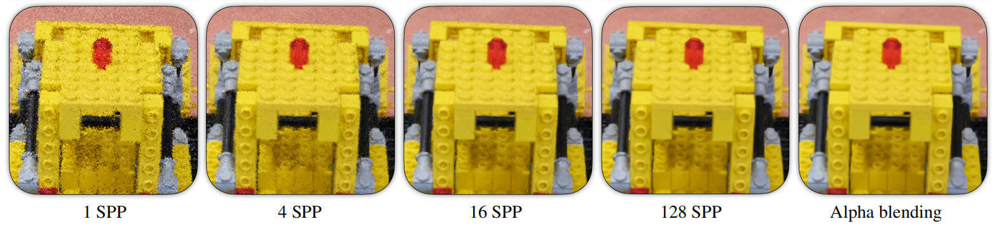 1 SPP
4 SPP
16 SPP
128 SPP
Alpha blending